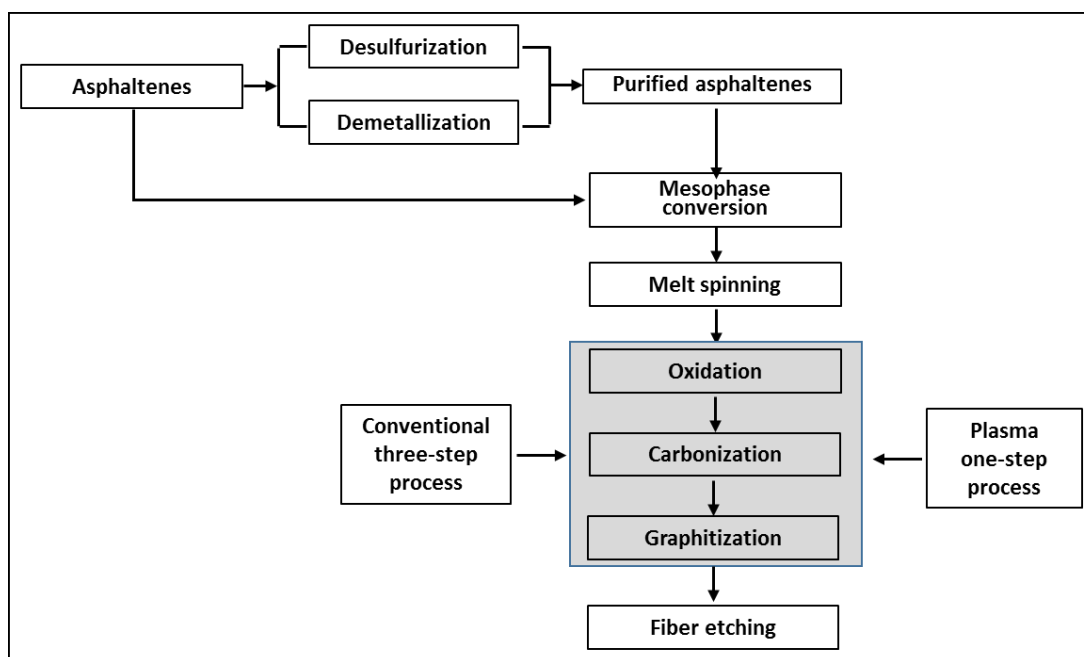 Desulfurization
Asphaltenes
Purified asphaltenes
Demetallization
Mesophase
conversion
Melt spinning
Oxidation
Conventional
three-step
process
Carbonization
Plasma
one-step
process
Graphitization
Fiber etching